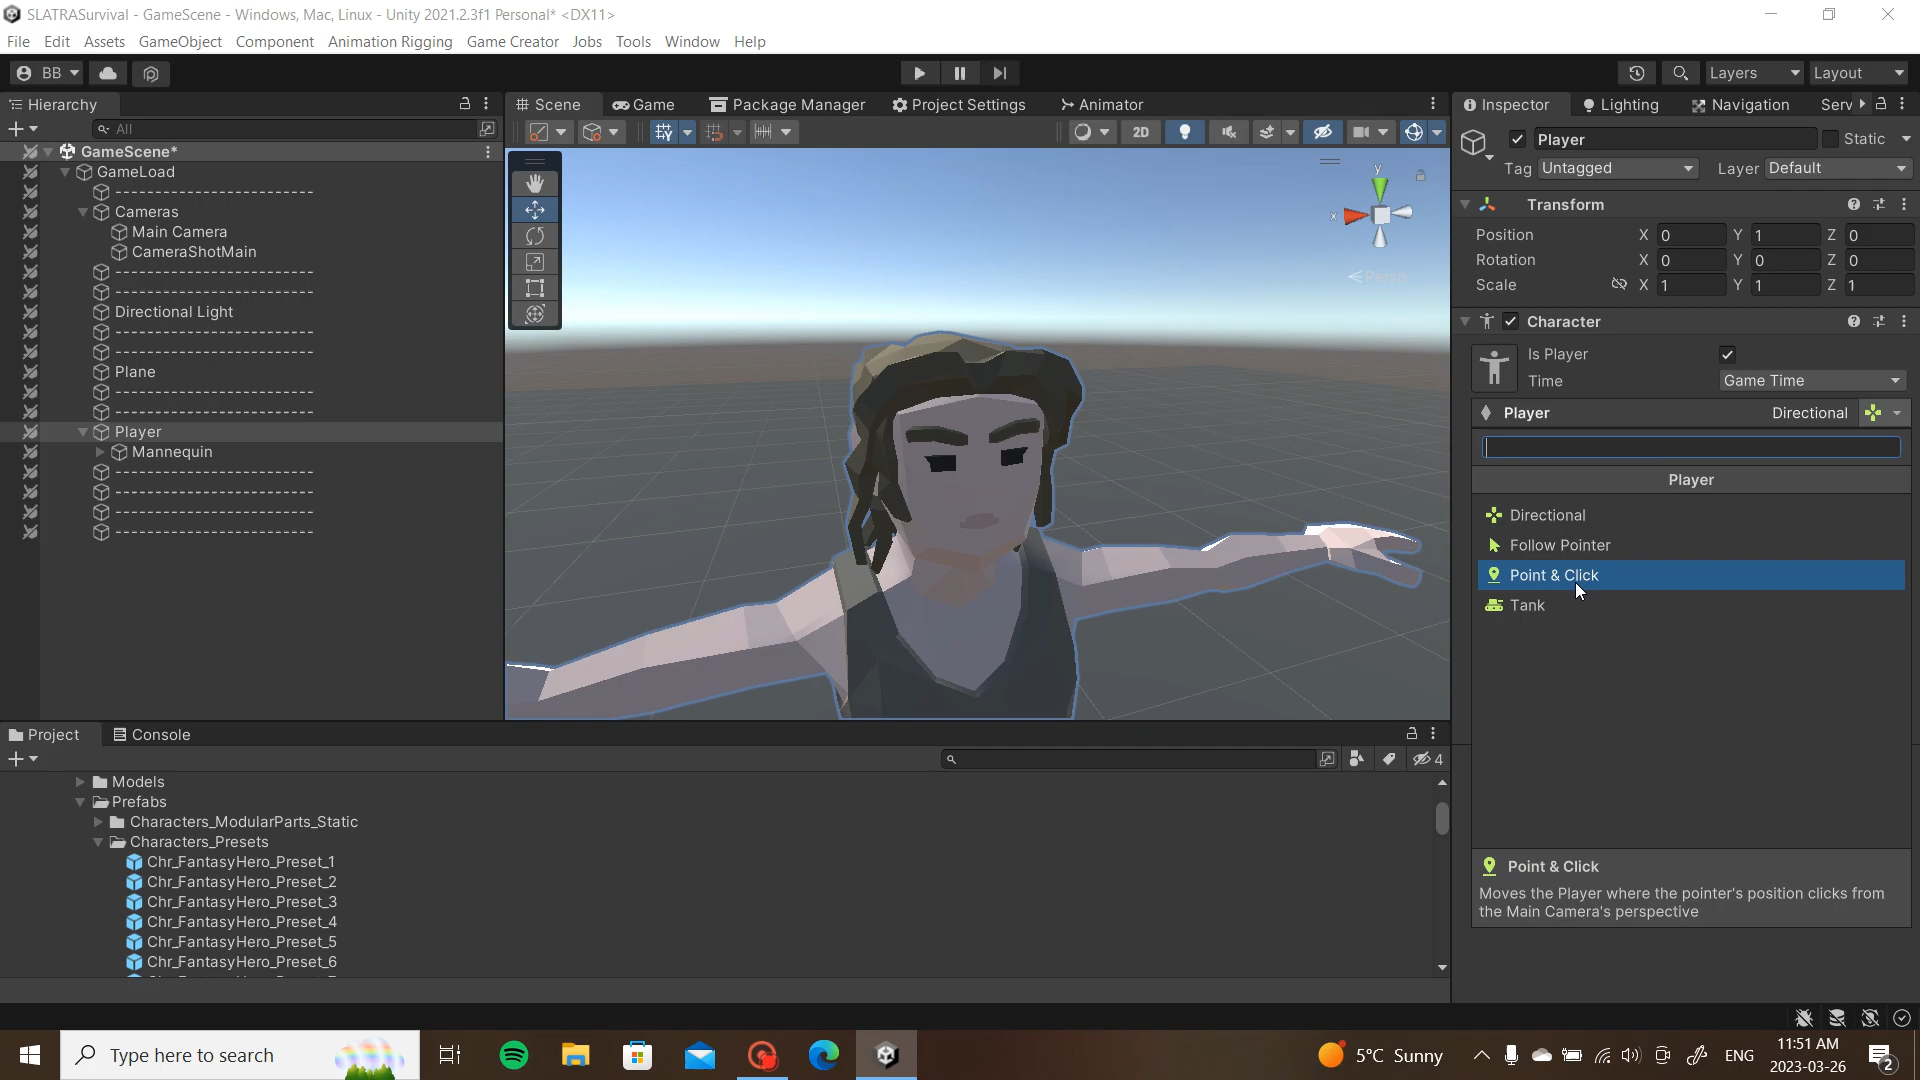 SLATRASurvival - GameScene - Windows, Mac, Linux - Unity 2021.2.3f1 Personal* <DX11>
File Edit Assets GameObject Component Animation Rigging Game Creator Jobs Tools Window Help
BB Layers Layout
Hierarchy
All
GameScene*
GameLoad
------------------------
Cameras
Main Camera
CameraShotMain
------------------------
------------------------
Directional Light
------------------------
------------------------
Plane
------------------------
------------------------
Player
Mannequin
------------------------
------------------------
------------------------
------------------------
Scene Game Package Manager Project Settings Animator
2D
y
x
Persp
Inspector Lighting Navigation Serv
Player Static
Tag Untagged Layer Default
Transform
Position X 0 Y 1 Z 0
Rotation X 0 Y 0 Z 0
Scale X 1 Y 1 Z 1
Character
Is Player
Time Game Time
Player Directional
Player
Directional
Follow Pointer
Point & Click
Tank
Point & Click
Moves the Player where the pointer's position clicks from
the Main Camera's perspective
Project Console
4
Models
Prefabs
Characters_ModularParts_Static
Characters_Presets
Chr_FantasyHero_Preset_1
Chr_FantasyHero_Preset_2
Chr_FantasyHero_Preset_3
Chr_FantasyHero_Preset_4
Chr_FantasyHero_Preset_5
Chr_FantasyHero_Preset_6
Type here to search
5°C Sunny
ENG
11:51 AM
2023-03-26
2